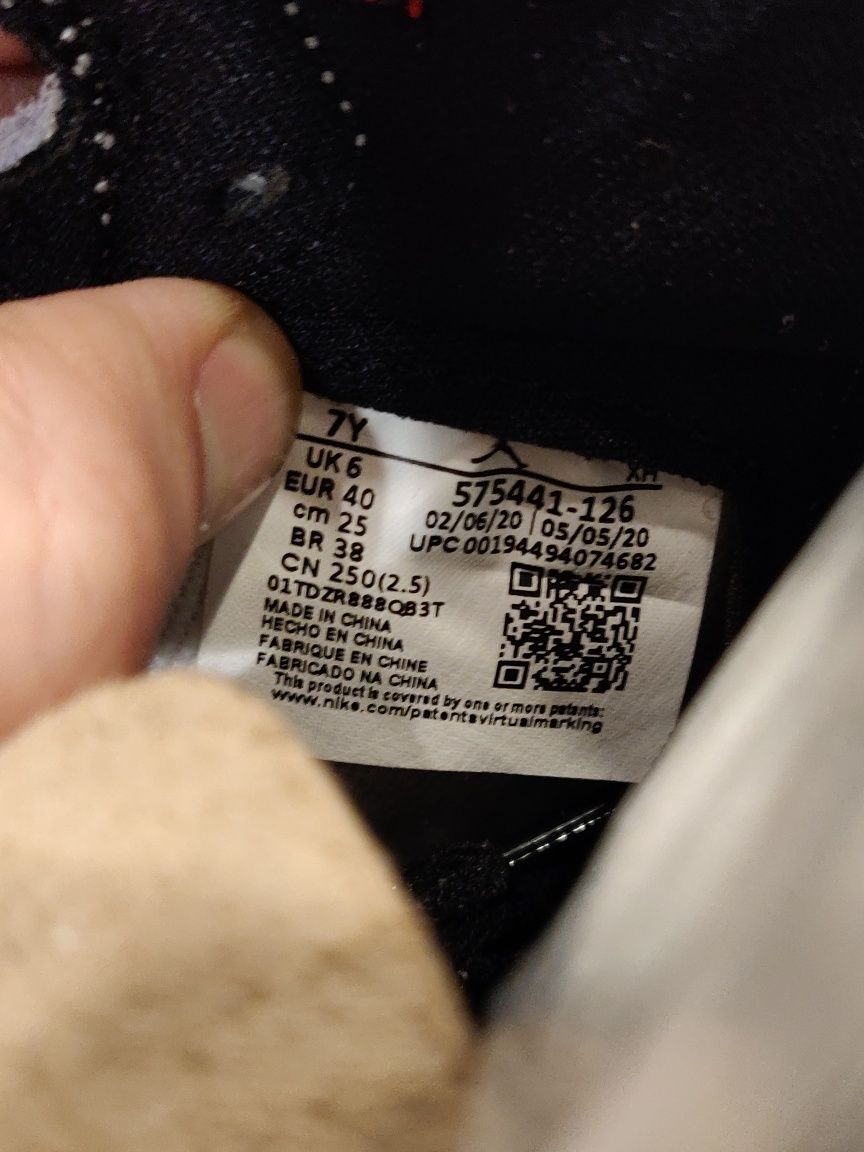 7Y
XH
UK 6
EUR 40
cm 25
BR 38
CN 250(2.5)
575441-126
02/06/20 | 05/05/20
UPC 00194494074682
01TDZR888QB3T
MADE IN CHINA
HECHO EN CHINA
FABRIQUE EN CHINE
FABRICADO NA CHINA
This product is covered by one or more patents:
www.nike.com/patentsvirtualmarking